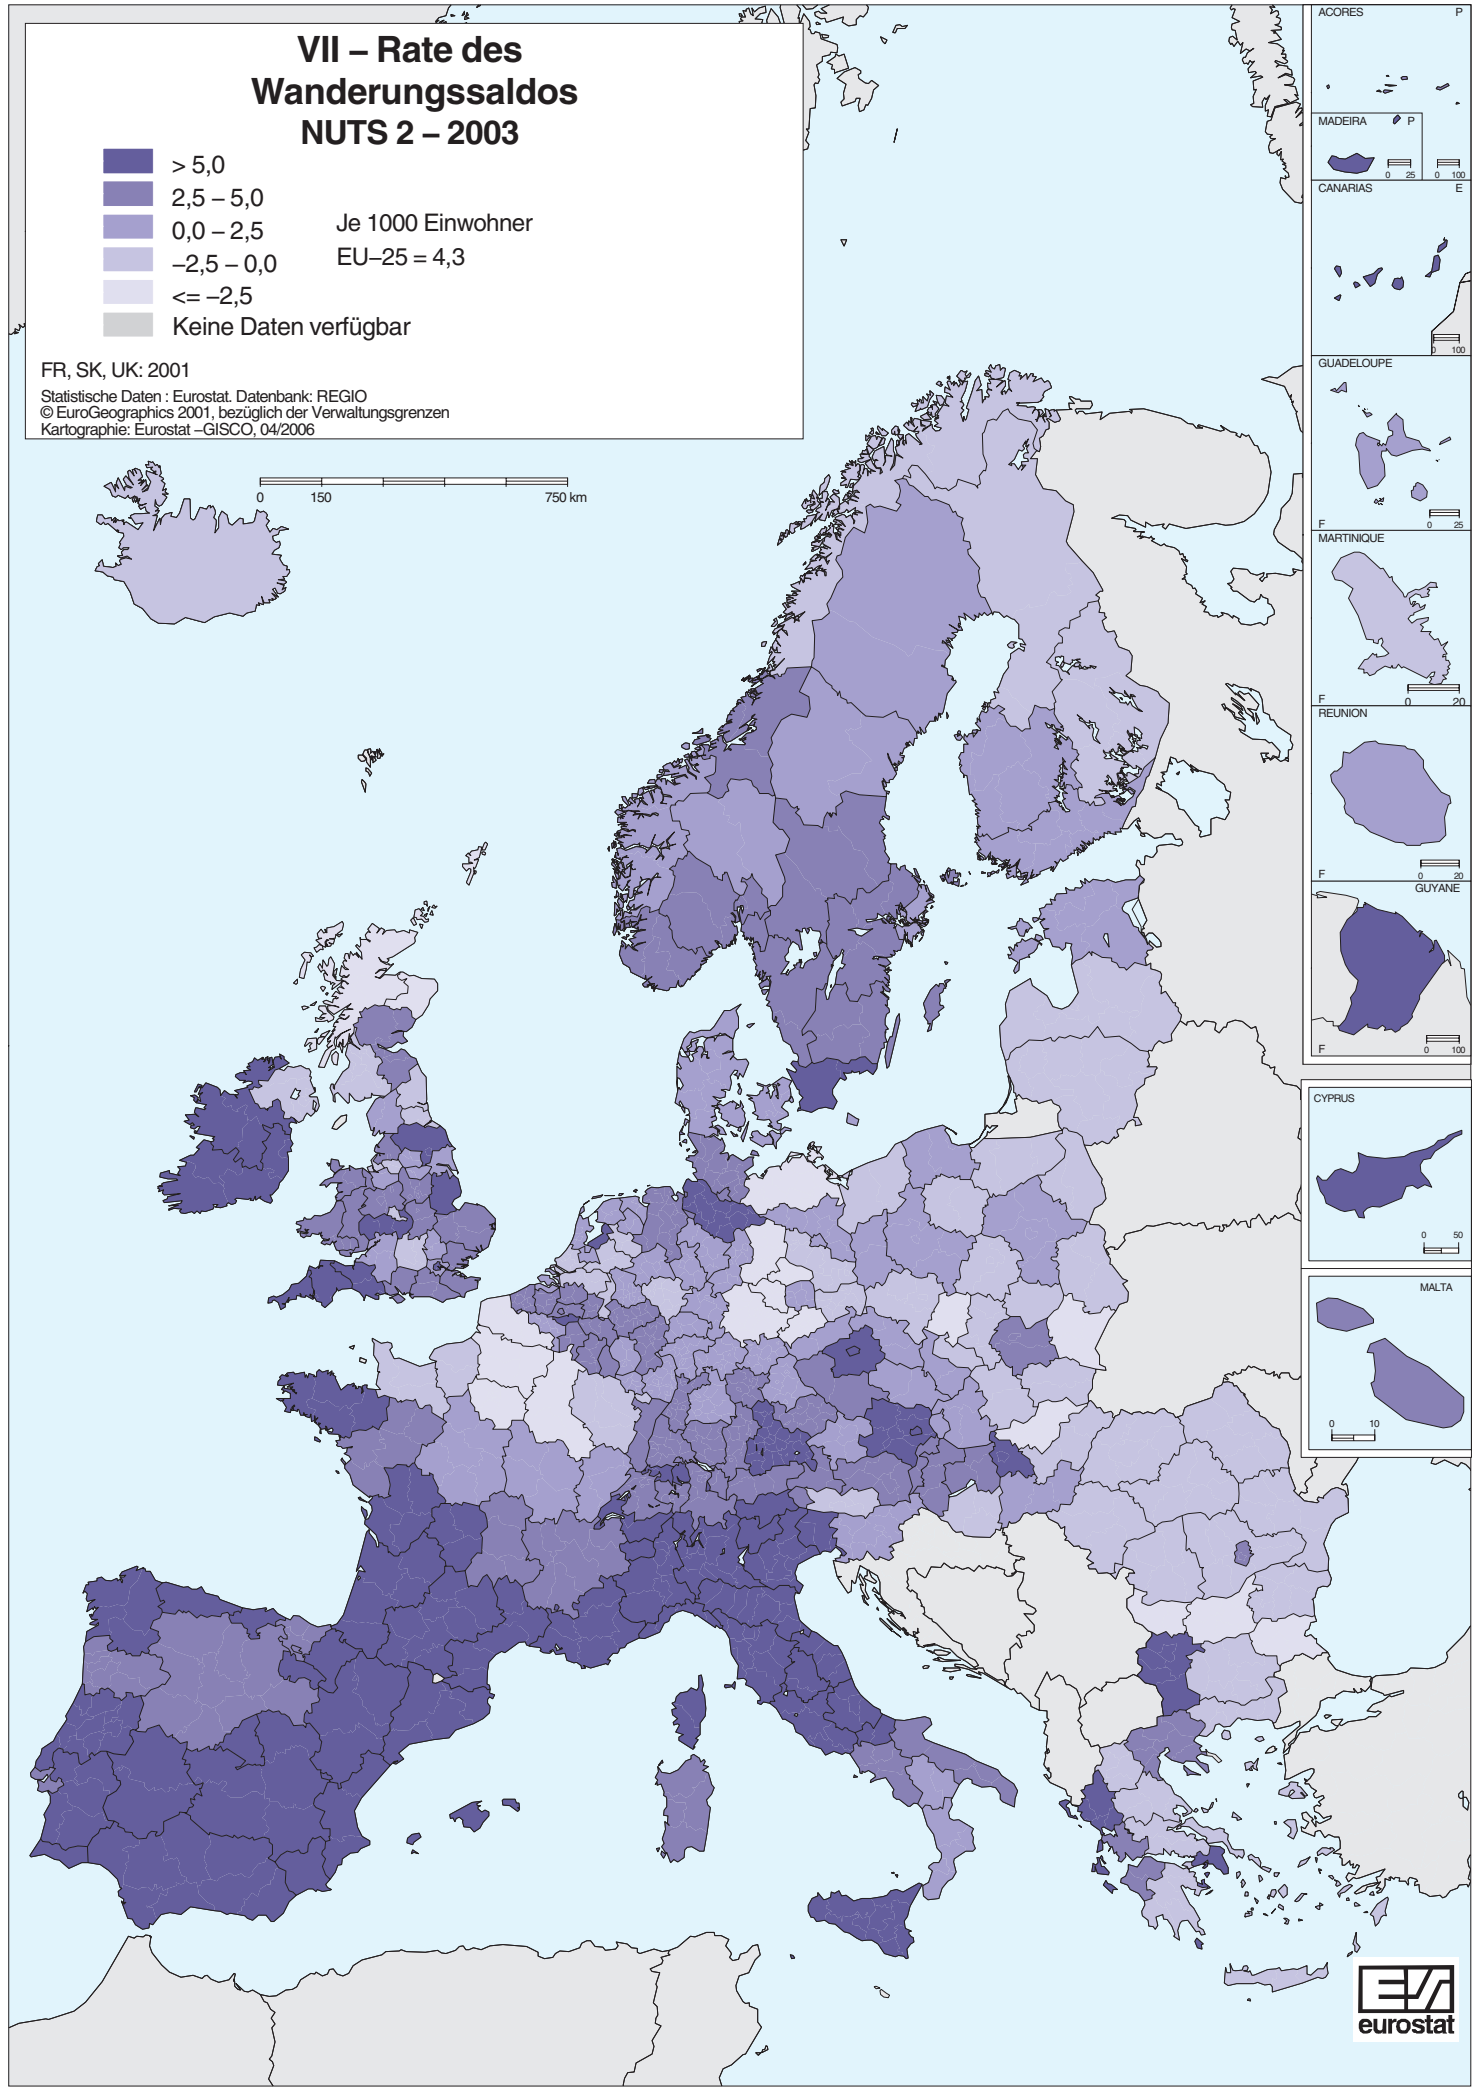 VII – Rate des
Wanderungssaldos
NUTS 2 – 2003
> 5,0
2,5 – 5,0
0,0 – 2,5
−2,5 – 0,0
<= −2,5
Keine Daten verfügbar
Je 1000 Einwohner
EU−25 = 4,3
FR, SK, UK: 2001
Statistische Daten : Eurostat. Datenbank: REGIO
© EuroGeographics 2001, bezüglich der Verwaltungsgrenzen
Kartographie: Eurostat −GISCO, 04/2006
0 150 750 km
ACORES P
MADEIRA P
0 25 0 100
CANARIAS E
0 100
GUADELOUPE
F 0 25
MARTINIQUE
F 0 20
REUNION
F 0 20
GUYANE
F 0 100
CYPRUS
0 50
MALTA
0 10
eurostat